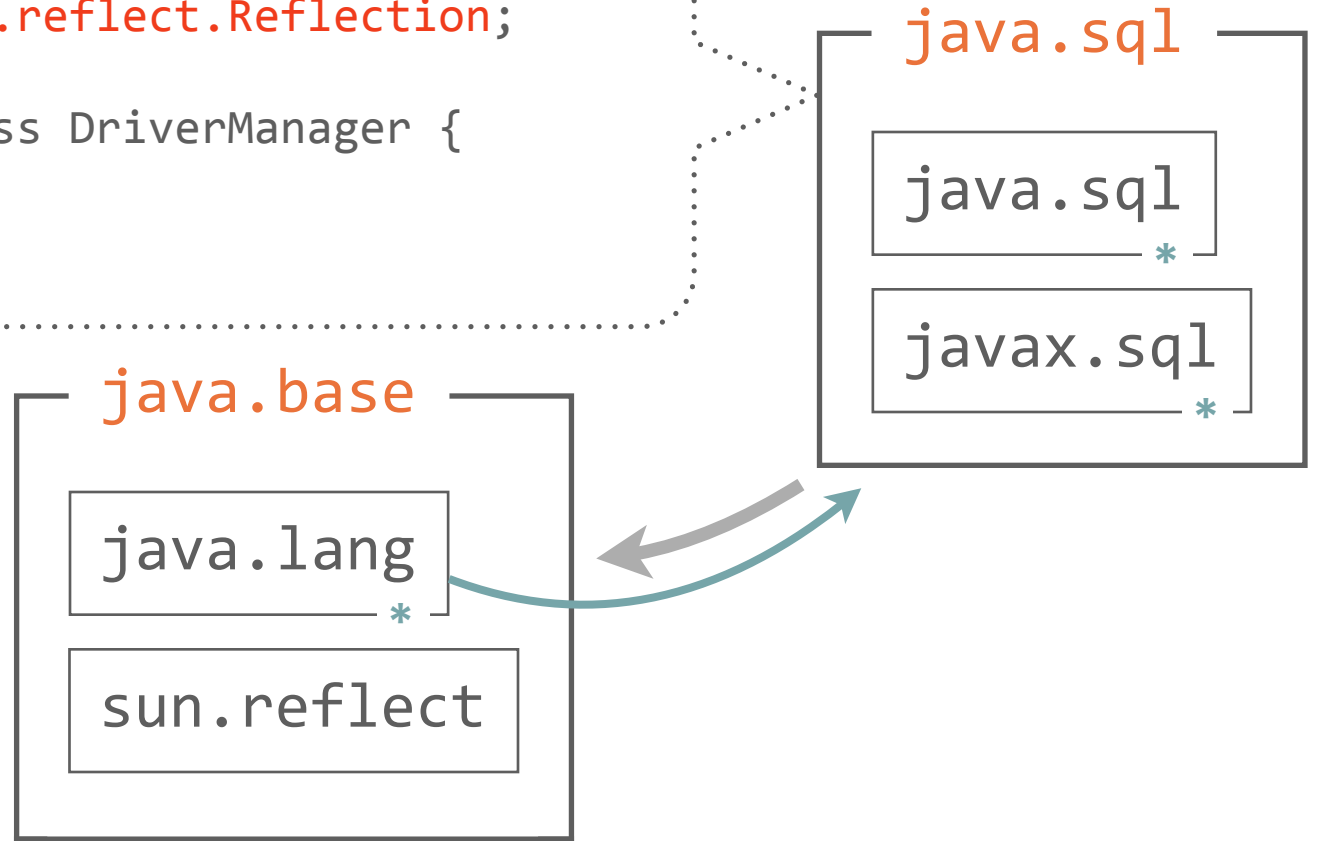 .reflect.Reflection;
ss DriverManager {
java.sql
java.sql
*
javax.sql
*
java.base
java.lang
*
sun.reflect